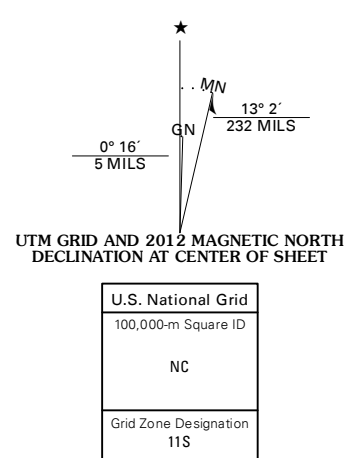 ★
MN
GN
13° 2´
232 MILS
0° 16´
5 MILS
UTM GRID AND 2012 MAGNETIC NORTH
DECLINATION AT CENTER OF SHEET
U.S. National Grid
100,000-m Square ID
NC
Grid Zone Designation
11S